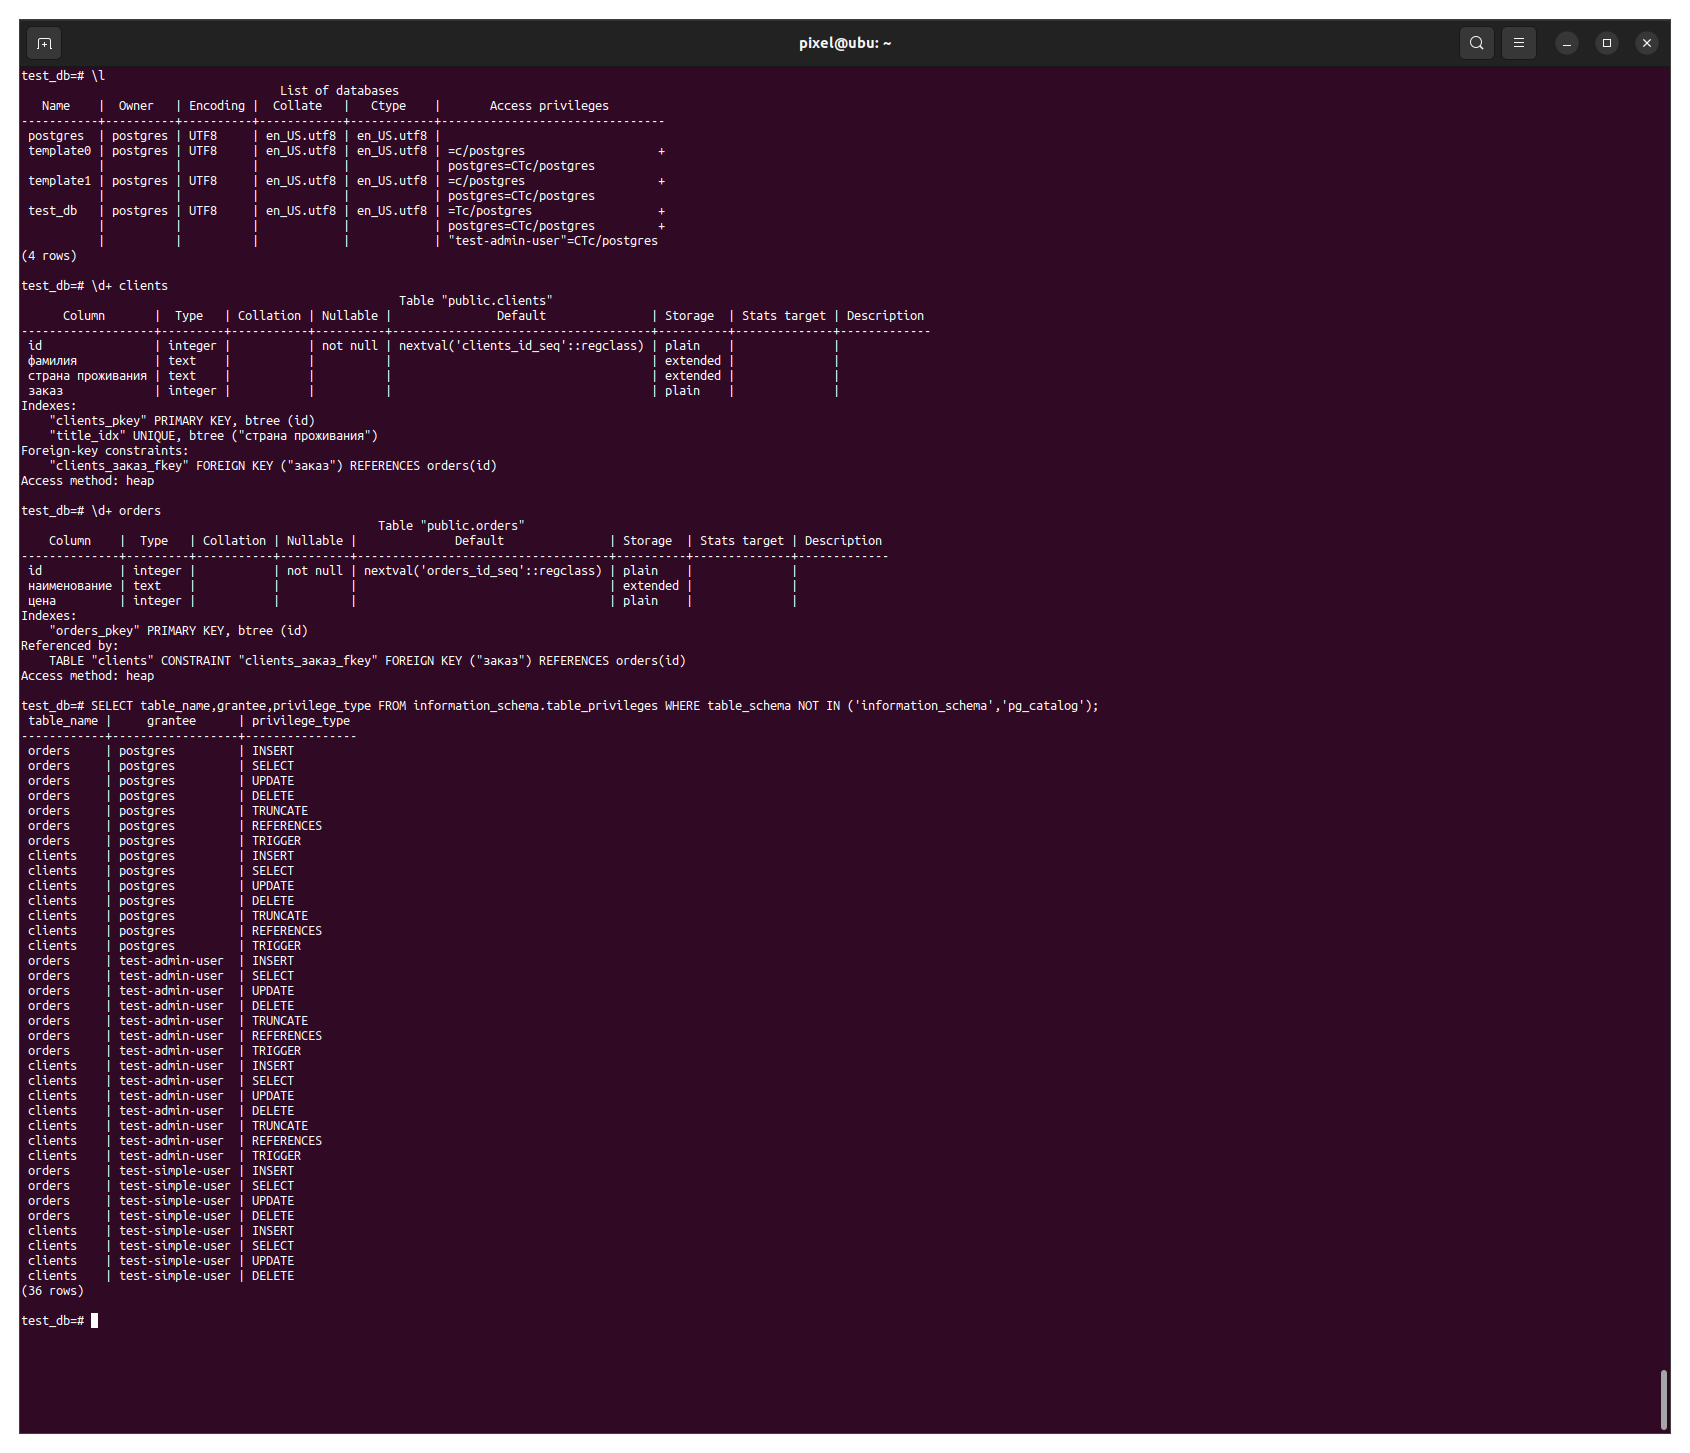 pixel@ubu: ~
test_db=# \l
                                     List of databases
   Name    |  Owner   | Encoding |  Collate   |   Ctype    |       Access privileges
-----------+----------+----------+------------+------------+--------------------------------
 postgres  | postgres | UTF8     | en_US.utf8 | en_US.utf8 |
 template0 | postgres | UTF8     | en_US.utf8 | en_US.utf8 | =c/postgres                   +
           |          |          |            |            | postgres=CTc/postgres
 template1 | postgres | UTF8     | en_US.utf8 | en_US.utf8 | =c/postgres                   +
           |          |          |            |            | postgres=CTc/postgres
 test_db   | postgres | UTF8     | en_US.utf8 | en_US.utf8 | =Tc/postgres                  +
           |          |          |            |            | postgres=CTc/postgres         +
           |          |          |            |            | "test-admin-user"=CTc/postgres
(4 rows)
test_db=# \d+ clients
                                                      Table "public.clients"
      Column       |  Type   | Collation | Nullable |               Default               | Storage  | Stats target | Description
-------------------+---------+-----------+----------+-------------------------------------+----------+--------------+-------------
 id                | integer |           | not null | nextval('clients_id_seq'::regclass) | plain    |              |
 фамилия           | text    |           |          |                                     | extended |              |
 страна проживания | text    |           |          |                                     | extended |              |
 заказ             | integer |           |          |                                     | plain    |              |
Indexes:
    "clients_pkey" PRIMARY KEY, btree (id)
    "title_idx" UNIQUE, btree ("страна проживания")
Foreign-key constraints:
    "clients_заказ_fkey" FOREIGN KEY ("заказ") REFERENCES orders(id)
Access method: heap
test_db=# \d+ orders
                                                   Table "public.orders"
    Column    |  Type   | Collation | Nullable |              Default               | Storage  | Stats target | Description
--------------+---------+-----------+----------+------------------------------------+----------+--------------+-------------
 id           | integer |           | not null | nextval('orders_id_seq'::regclass) | plain    |              |
 наименование | text    |           |          |                                    | extended |              |
 цена         | integer |           |          |                                    | plain    |              |
Indexes:
    "orders_pkey" PRIMARY KEY, btree (id)
Referenced by:
    TABLE "clients" CONSTRAINT "clients_заказ_fkey" FOREIGN KEY ("заказ") REFERENCES orders(id)
Access method: heap
test_db=# SELECT table_name,grantee,privilege_type FROM information_schema.table_privileges WHERE table_schema NOT IN ('information_schema','pg_catalog');
 table_name |     grantee      | privilege_type
------------+------------------+----------------
 orders     | postgres         | INSERT
 orders     | postgres         | SELECT
 orders     | postgres         | UPDATE
 orders     | postgres         | DELETE
 orders     | postgres         | TRUNCATE
 orders     | postgres         | REFERENCES
 orders     | postgres         | TRIGGER
 clients    | postgres         | INSERT
 clients    | postgres         | SELECT
 clients    | postgres         | UPDATE
 clients    | postgres         | DELETE
 clients    | postgres         | TRUNCATE
 clients    | postgres         | REFERENCES
 clients    | postgres         | TRIGGER
 orders     | test-admin-user  | INSERT
 orders     | test-admin-user  | SELECT
 orders     | test-admin-user  | UPDATE
 orders     | test-admin-user  | DELETE
 orders     | test-admin-user  | TRUNCATE
 orders     | test-admin-user  | REFERENCES
 orders     | test-admin-user  | TRIGGER
 clients    | test-admin-user  | INSERT
 clients    | test-admin-user  | SELECT
 clients    | test-admin-user  | UPDATE
 clients    | test-admin-user  | DELETE
 clients    | test-admin-user  | TRUNCATE
 clients    | test-admin-user  | REFERENCES
 clients    | test-admin-user  | TRIGGER
 orders     | test-simple-user | INSERT
 orders     | test-simple-user | SELECT
 orders     | test-simple-user | UPDATE
 orders     | test-simple-user | DELETE
 clients    | test-simple-user | INSERT
 clients    | test-simple-user | SELECT
 clients    | test-simple-user | UPDATE
 clients    | test-simple-user | DELETE
(36 rows)
test_db=#